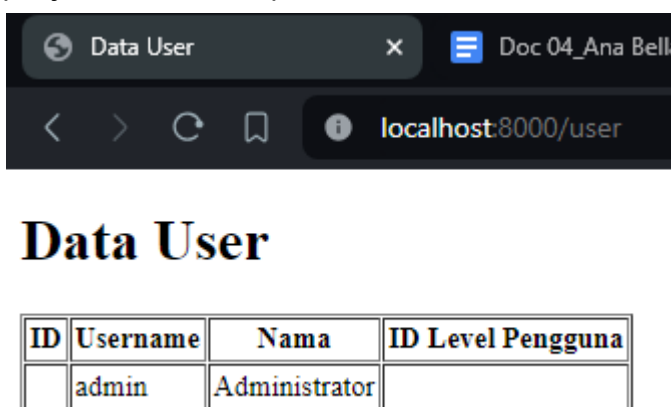 Data User
Doc 04_Ana Bell
localhost:8000/user
Data User
ID Username Nama ID Level Pengguna
admin Administrator